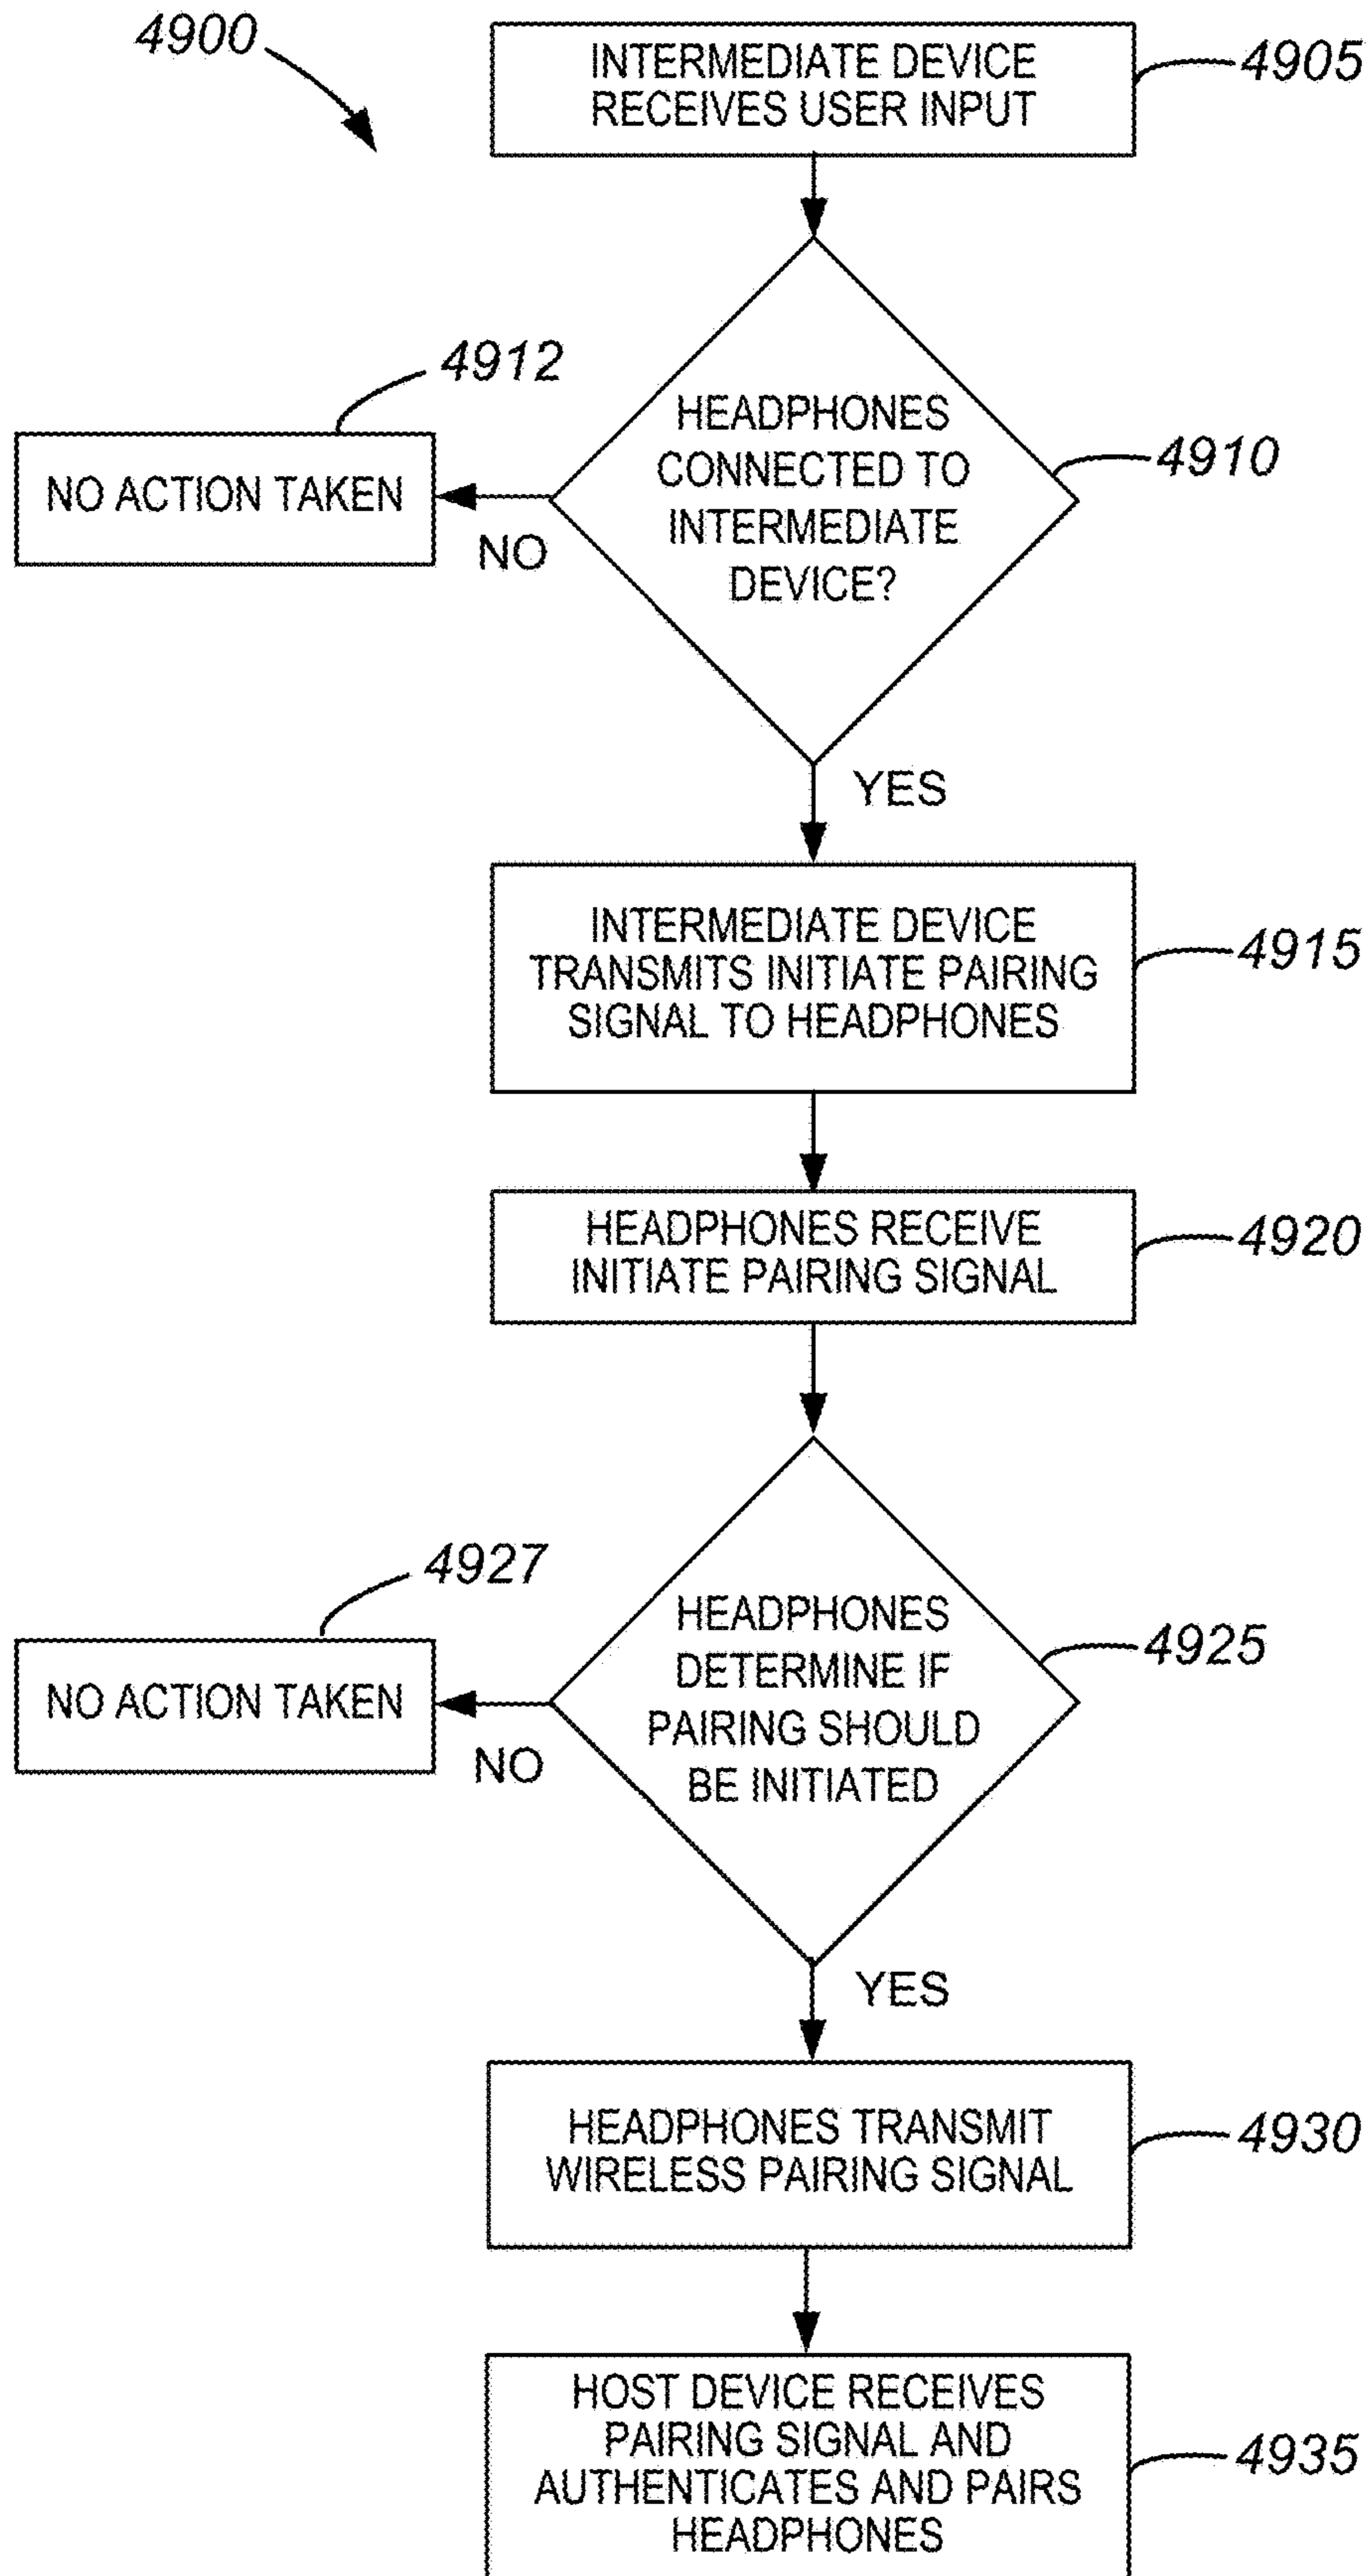 4900
INTERMEDIATE DEVICE
RECEIVES USER INPUT
4905
HEADPHONES
CONNECTED TO
INTERMEDIATE
DEVICE?
4910
4912
NO ACTION TAKEN
NO
YES
INTERMEDIATE DEVICE
TRANSMITS INITIATE PAIRING
SIGNAL TO HEADPHONES
4915
HEADPHONES RECEIVE
INITIATE PAIRING SIGNAL
4920
HEADPHONES
DETERMINE IF
PAIRING SHOULD
BE INITIATED
4925
4927
NO ACTION TAKEN
NO
YES
HEADPHONES TRANSMIT
WIRELESS PAIRING SIGNAL
4930
HOST DEVICE RECEIVES
PAIRING SIGNAL AND
AUTHENTICATES AND PAIRS
HEADPHONES
4935